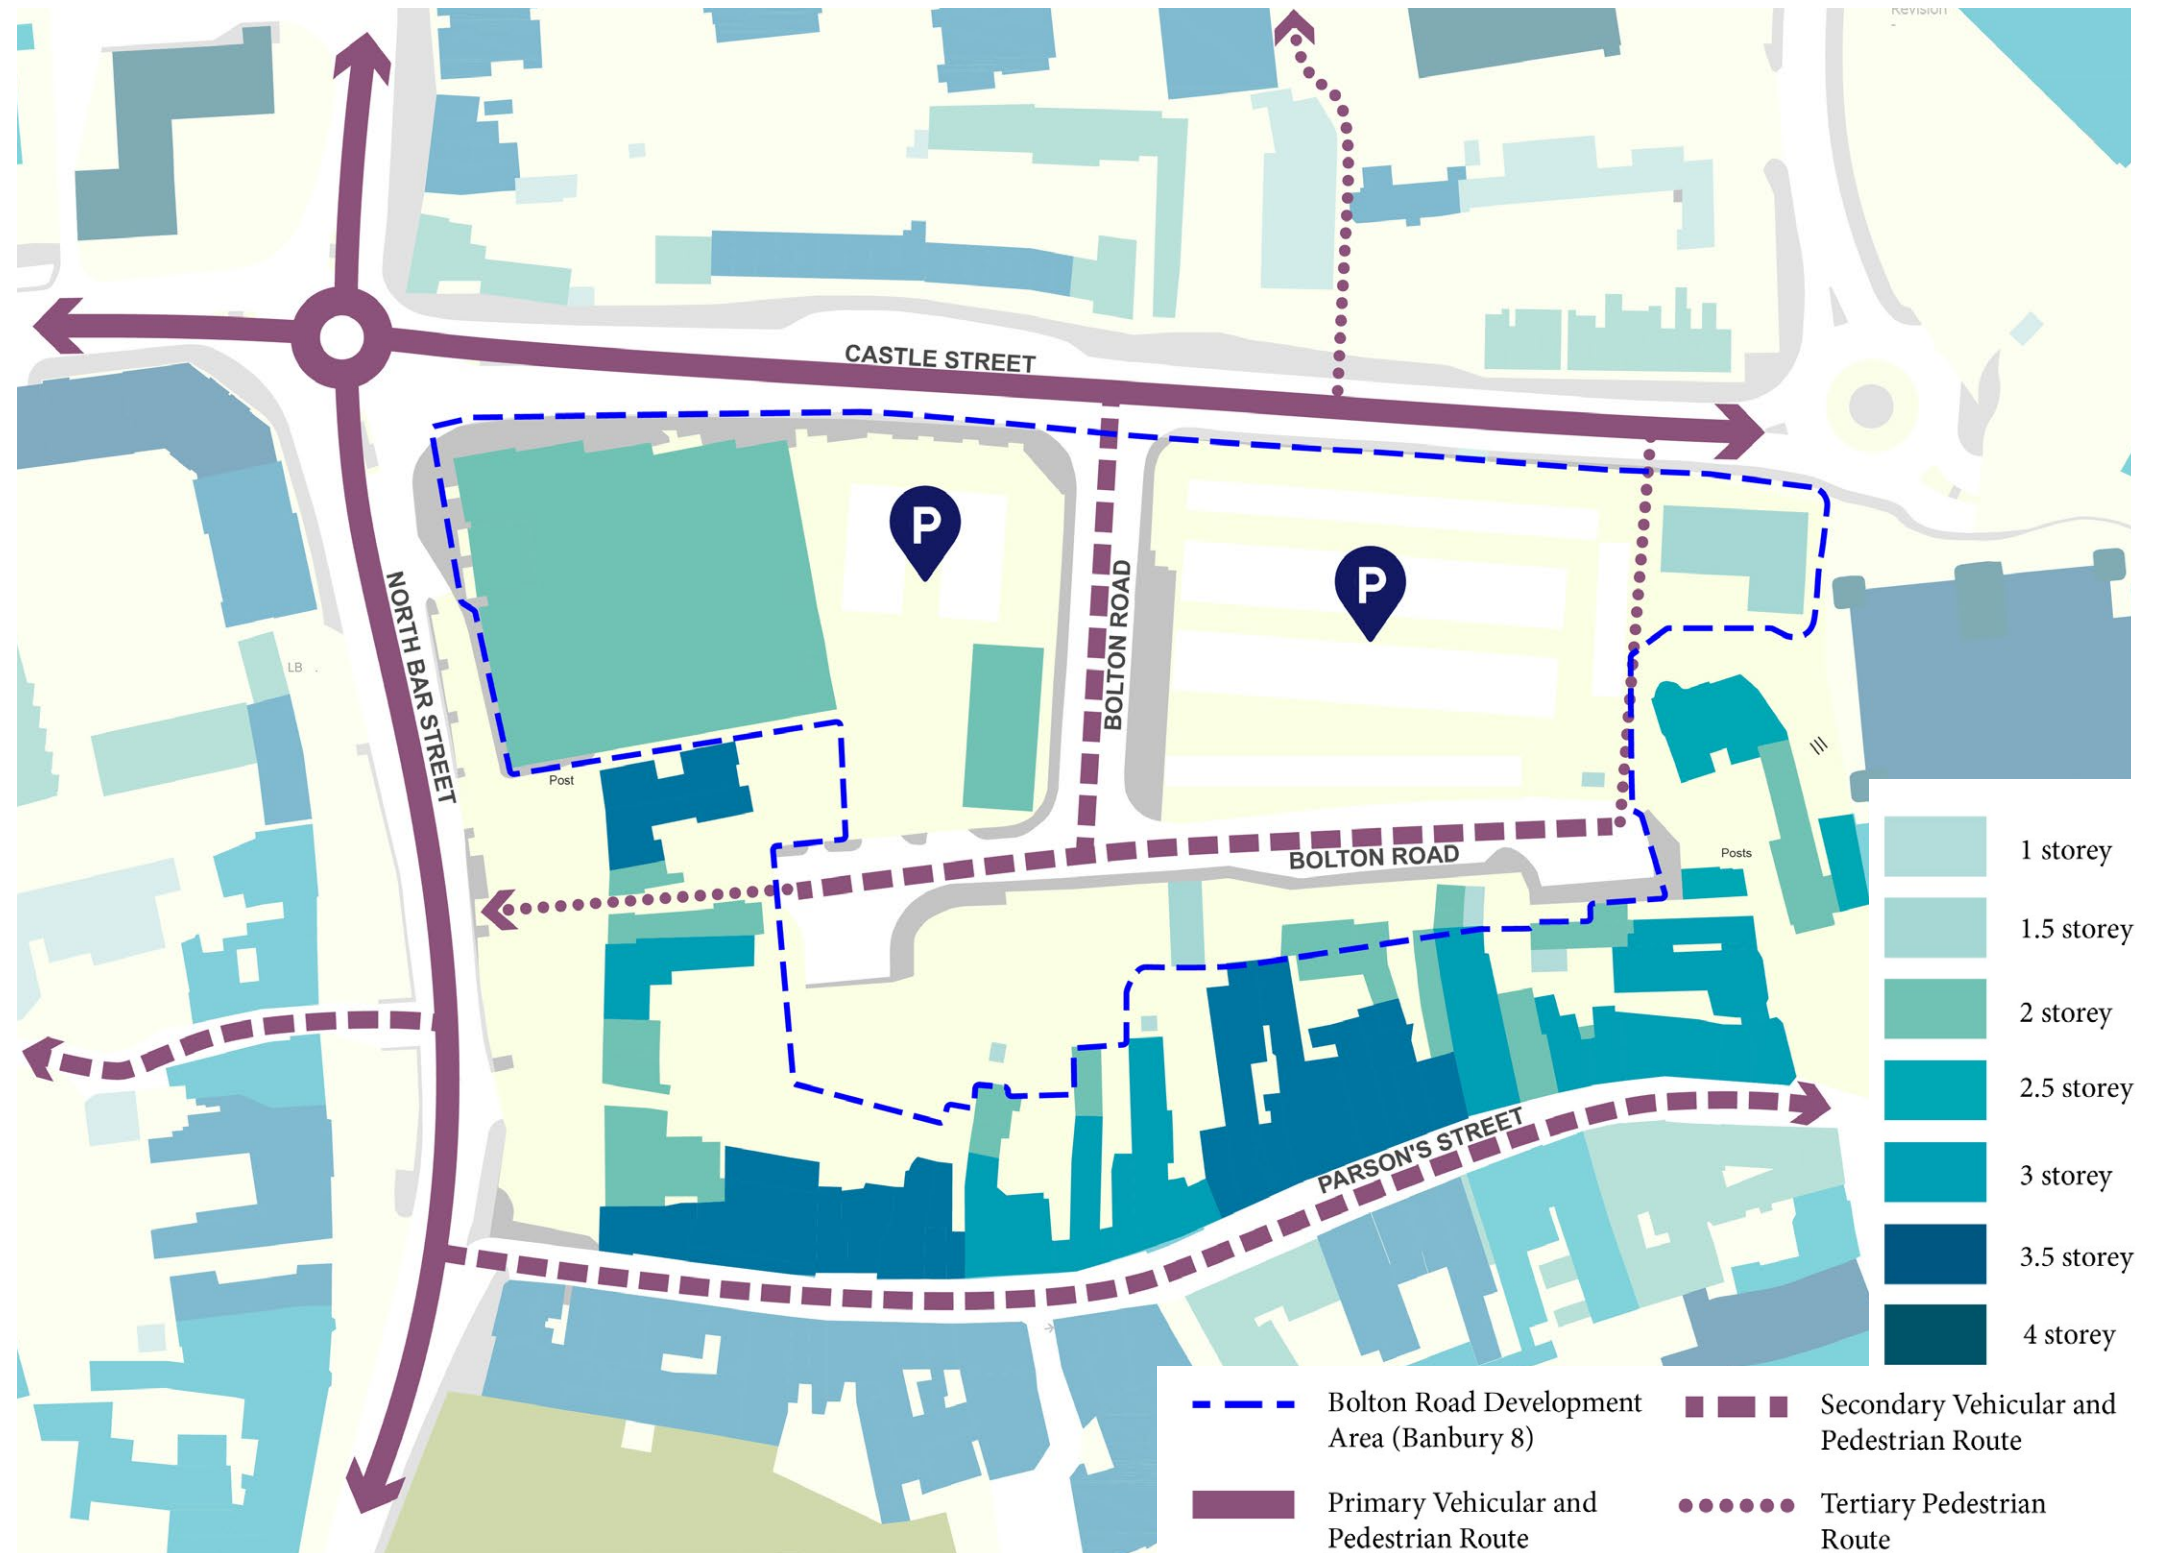 Revision
-
CASTLE STREET
P
P
BOLTON ROAD
NORTH BAR STREET
LB
Post
BOLTON ROAD
Posts
PARSON'S STREET
1 storey
1.5 storey
2 storey
2.5 storey
3 storey
3.5 storey
4 storey
Bolton Road Development
Area (Banbury 8)
Primary Vehicular and
Pedestrian Route
Secondary Vehicular and
Pedestrian Route
Tertiary Pedestrian
Route